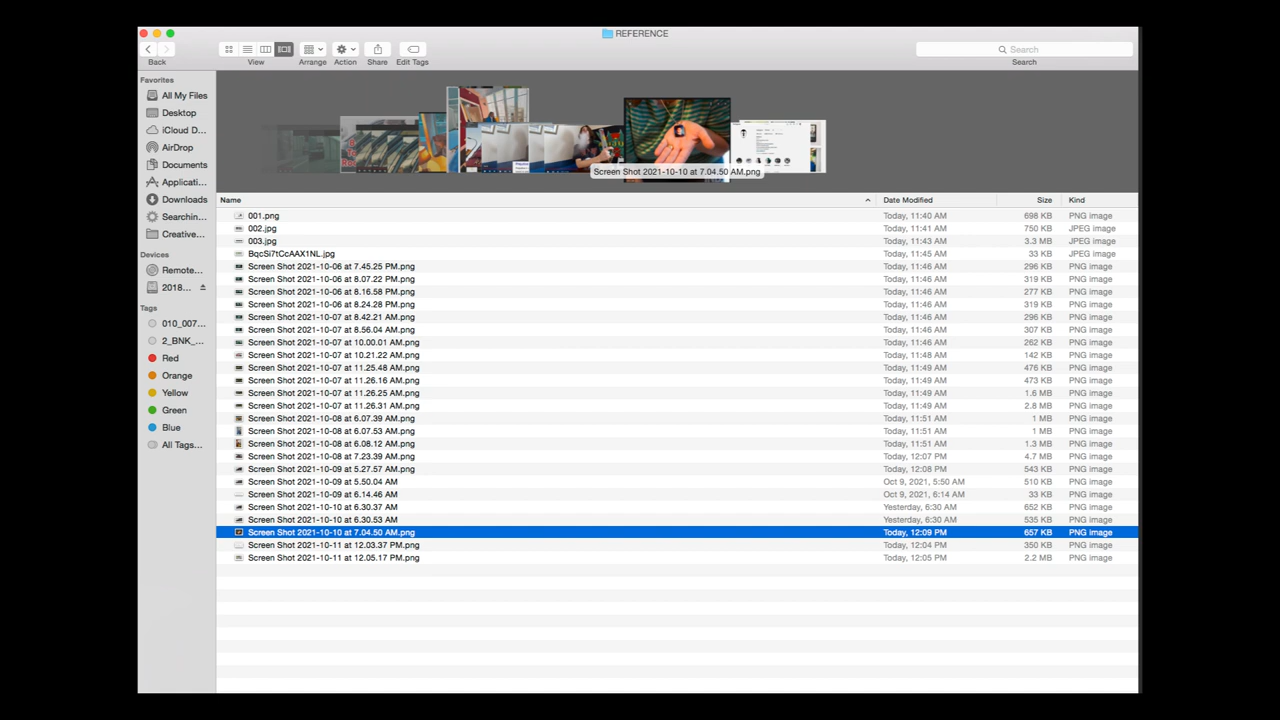 REFERENCE
Search
Back
View
Arrange
Action
Share
Edit Tags
Search
Favorites
All My Files
Desktop
iCloud D...
AirDrop
Documents
Applicati...
Downloads
Searchin...
Creative...
Devices
Remote...
2018...
Tags
010_007...
2_BNK_...
Red
Orange
Yellow
Green
Blue
All Tags...
Screen Shot 2021-10-10 at 7.04.50 AM.png
Name Date Modified Size Kind
001.png Today, 11:40 AM 698 KB PNG image
002.jpg Today, 11:41 AM 750 KB JPEG image
003.jpg Today, 11:43 AM 3.3 MB JPEG image
BqcSi7tCcAAX1NL.jpg Today, 11:45 AM 33 KB JPEG image
Screen Shot 2021-10-06 at 7.45.25 PM.png Today, 11:46 AM 296 KB PNG image
Screen Shot 2021-10-06 at 8.07.22 PM.png Today, 11:46 AM 319 KB PNG image
Screen Shot 2021-10-06 at 8.16.58 PM.png Today, 11:46 AM 277 KB PNG image
Screen Shot 2021-10-06 at 8.24.28 PM.png Today, 11:46 AM 319 KB PNG image
Screen Shot 2021-10-07 at 8.42.21 AM.png Today, 11:46 AM 296 KB PNG image
Screen Shot 2021-10-07 at 8.56.04 AM.png Today, 11:46 AM 307 KB PNG image
Screen Shot 2021-10-07 at 10.00.01 AM.png Today, 11:46 AM 262 KB PNG image
Screen Shot 2021-10-07 at 10.21.22 AM.png Today, 11:48 AM 142 KB PNG image
Screen Shot 2021-10-07 at 11.25.48 AM.png Today, 11:49 AM 476 KB PNG image
Screen Shot 2021-10-07 at 11.26.16 AM.png Today, 11:49 AM 473 KB PNG image
Screen Shot 2021-10-07 at 11.26.25 AM.png Today, 11:49 AM 1.6 MB PNG image
Screen Shot 2021-10-07 at 11.26.31 AM.png Today, 11:49 AM 2.8 MB PNG image
Screen Shot 2021-10-08 at 6.07.39 AM.png Today, 11:51 AM 1 MB PNG image
Screen Shot 2021-10-08 at 6.07.53 AM.png Today, 11:51 AM 1 MB PNG image
Screen Shot 2021-10-08 at 6.08.12 AM.png Today, 11:51 AM 1.3 MB PNG image
Screen Shot 2021-10-08 at 7.23.39 AM.png Today, 12:07 PM 4.7 MB PNG image
Screen Shot 2021-10-09 at 5.27.57 AM.png Today, 12:08 PM 543 KB PNG image
Screen Shot 2021-10-09 at 5.50.04 AM Oct 9, 2021, 5:50 AM 510 KB PNG image
Screen Shot 2021-10-09 at 6.14.46 AM Oct 9, 2021, 6:14 AM 33 KB PNG image
Screen Shot 2021-10-10 at 6.30.37 AM Yesterday, 6:30 AM 652 KB PNG image
Screen Shot 2021-10-10 at 6.30.53 AM Yesterday, 6:30 AM 535 KB PNG image
Screen Shot 2021-10-10 at 7.04.50 AM.png Today, 12:09 PM 657 KB PNG image
Screen Shot 2021-10-11 at 12.03.37 PM.png Today, 12:04 PM 350 KB PNG image
Screen Shot 2021-10-11 at 12.05.17 PM.png Today, 12:05 PM 2.2 MB PNG image